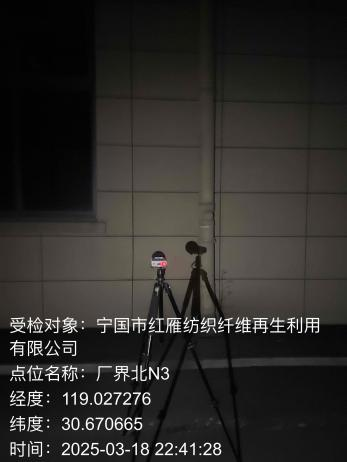 受检对象：宁国市红雁纺织纤维再生利用
有限公司
点位名称：厂界北N3
经度：119.027276
纬度：30.670665
时间：2025-03-18 22:41:28